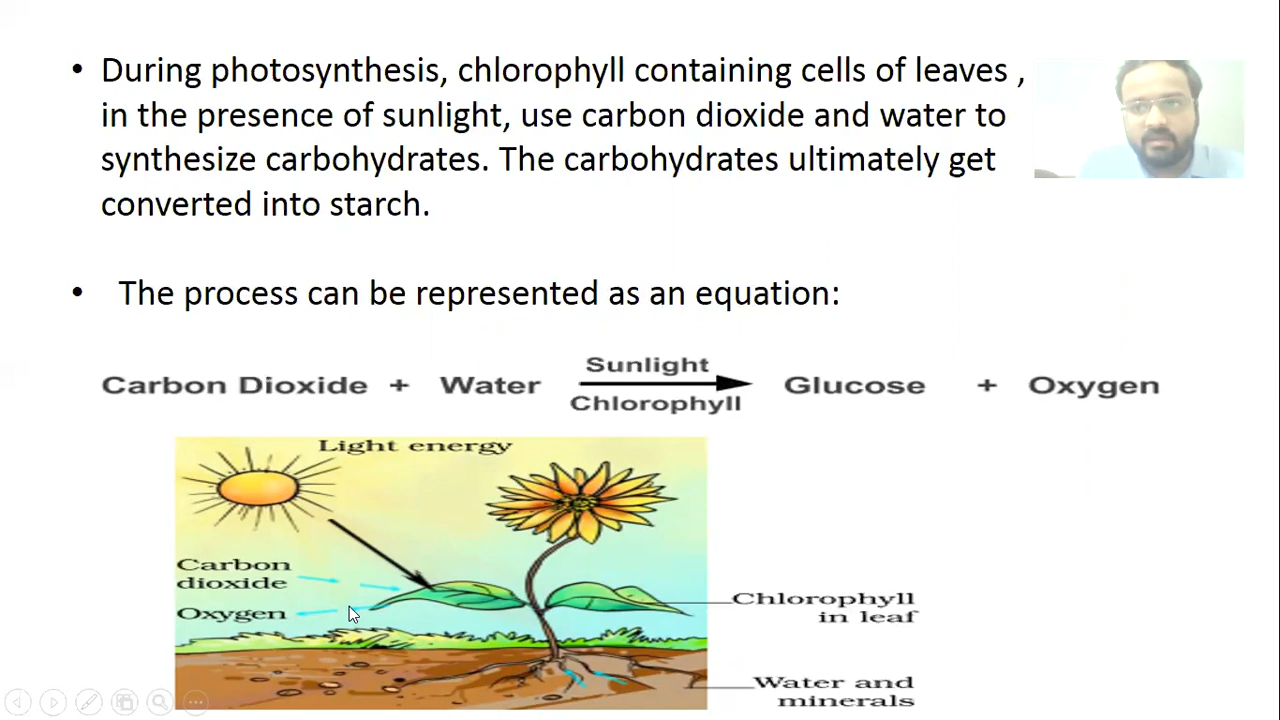 • During photosynthesis, chlorophyll containing cells of leaves ,
in the presence of sunlight, use carbon dioxide and water to
synthesize carbohydrates. The carbohydrates ultimately get
converted into starch.
• The process can be represented as an equation:
Sunlight
Carbon Dioxide + Water Glucose + Oxygen
Chlorophyll
Light energy
Carbon
dioxide
Oxygen
Chlorophyll
in leaf
Water and
minerals